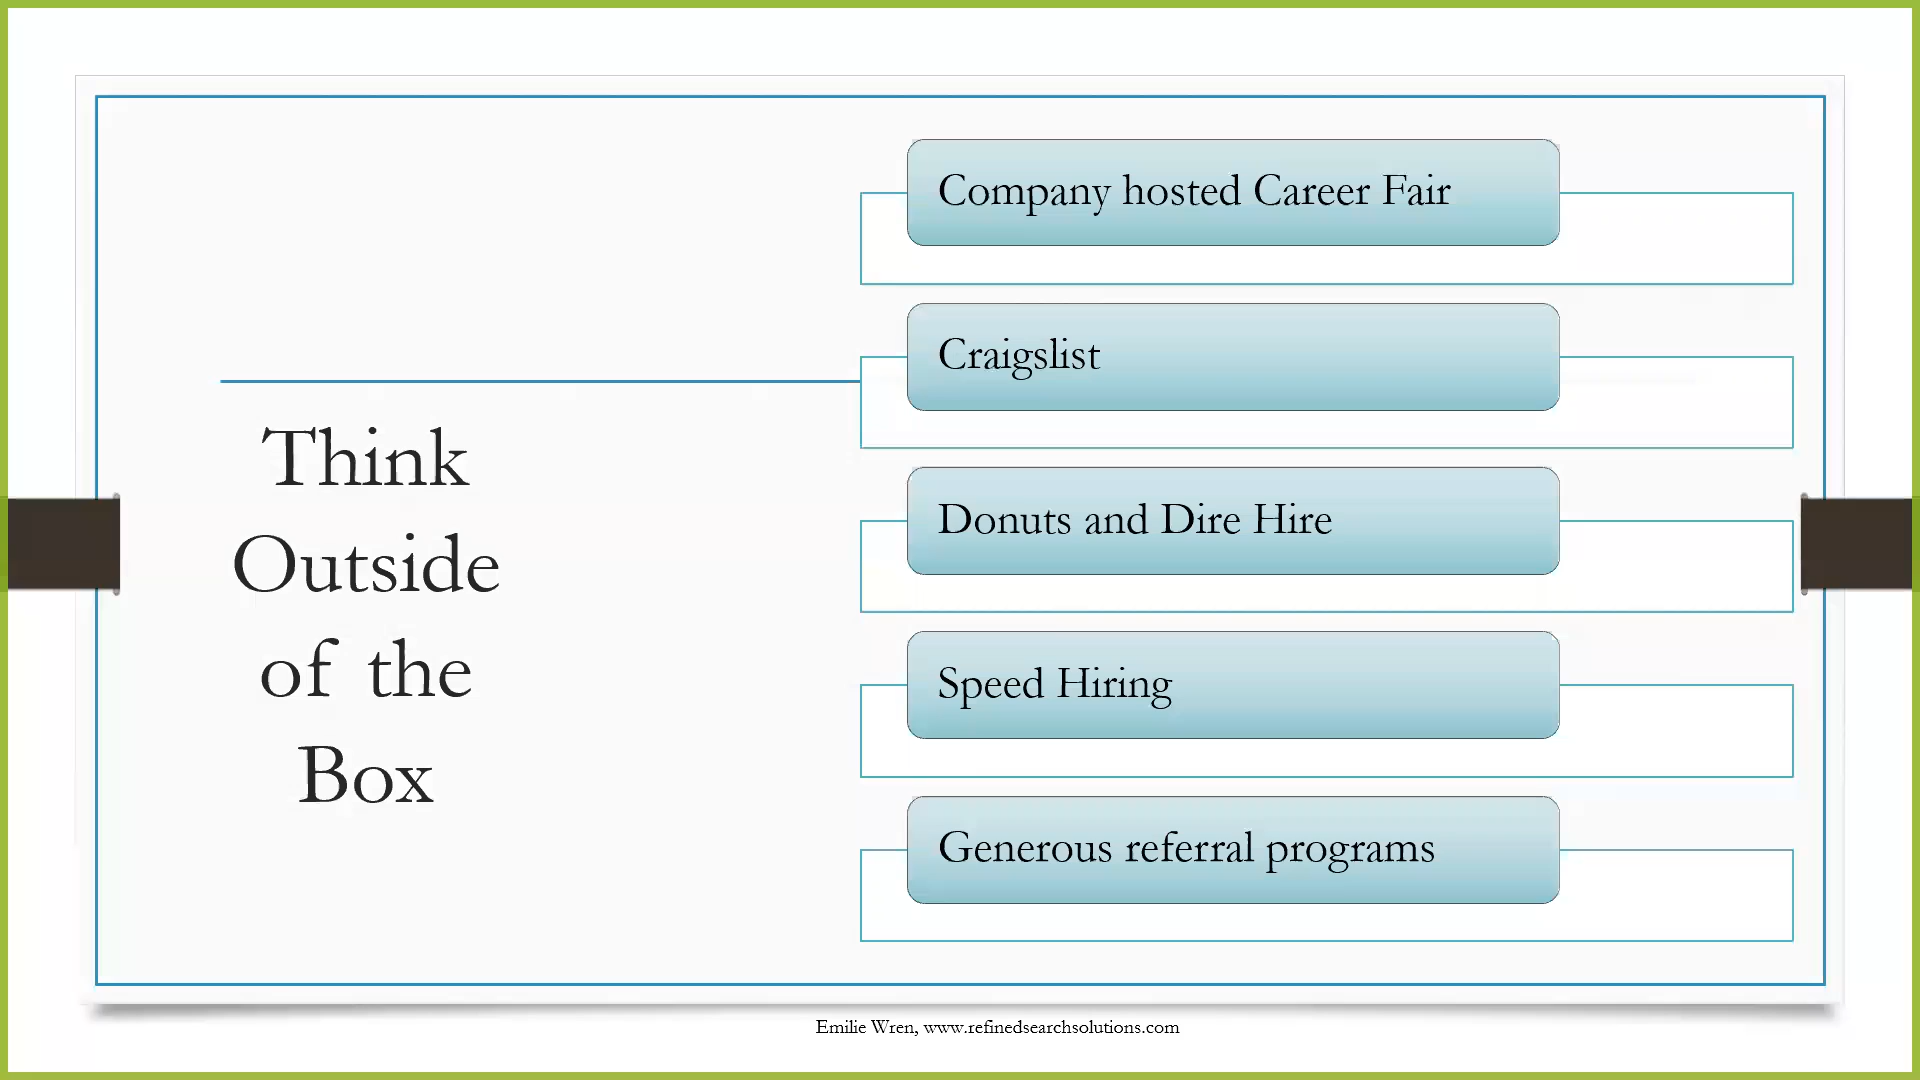 Think
Outside
of the
Box
Company hosted Career Fair
Craigslist
Donuts and Dire Hire
Speed Hiring
Generous referral programs
Emilie Wren, www.refinedsearchsolutions.com